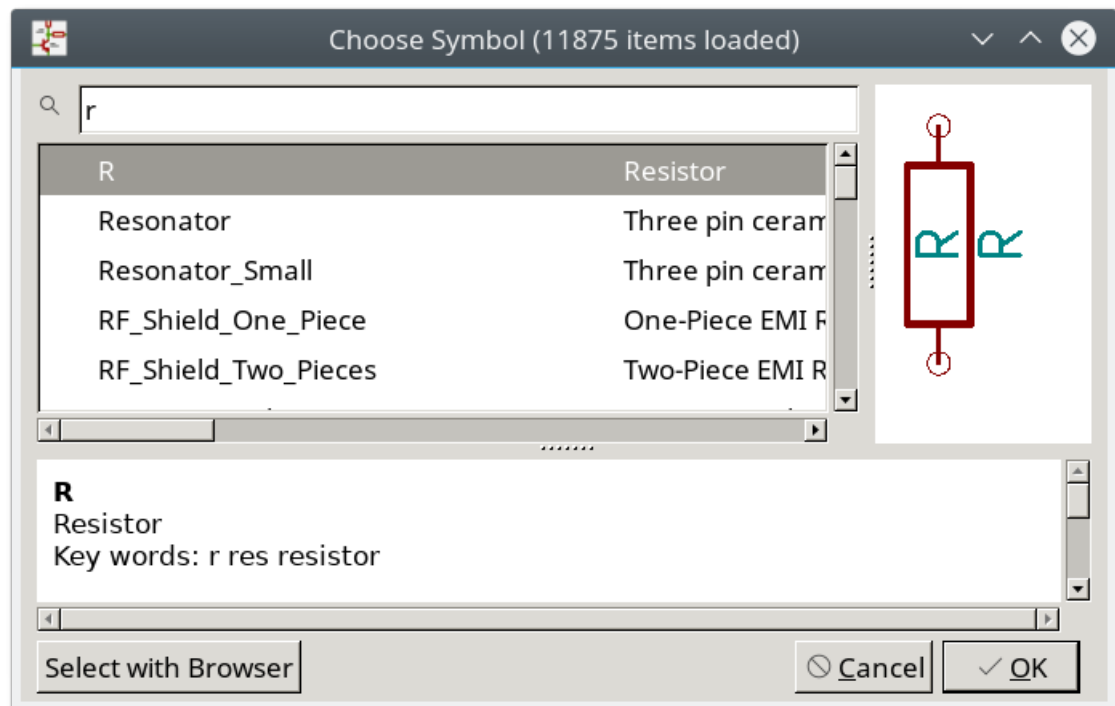 Choose Symbol (11875 items loaded)
r
R Resistor
Resonator Three pin ceram
Resonator_Small Three pin ceram
RF_Shield_One_Piece One-Piece EMI R
RF_Shield_Two_Pieces Two-Piece EMI R
R R
R
Resistor
Key words: r res resistor
Select with Browser Cancel OK